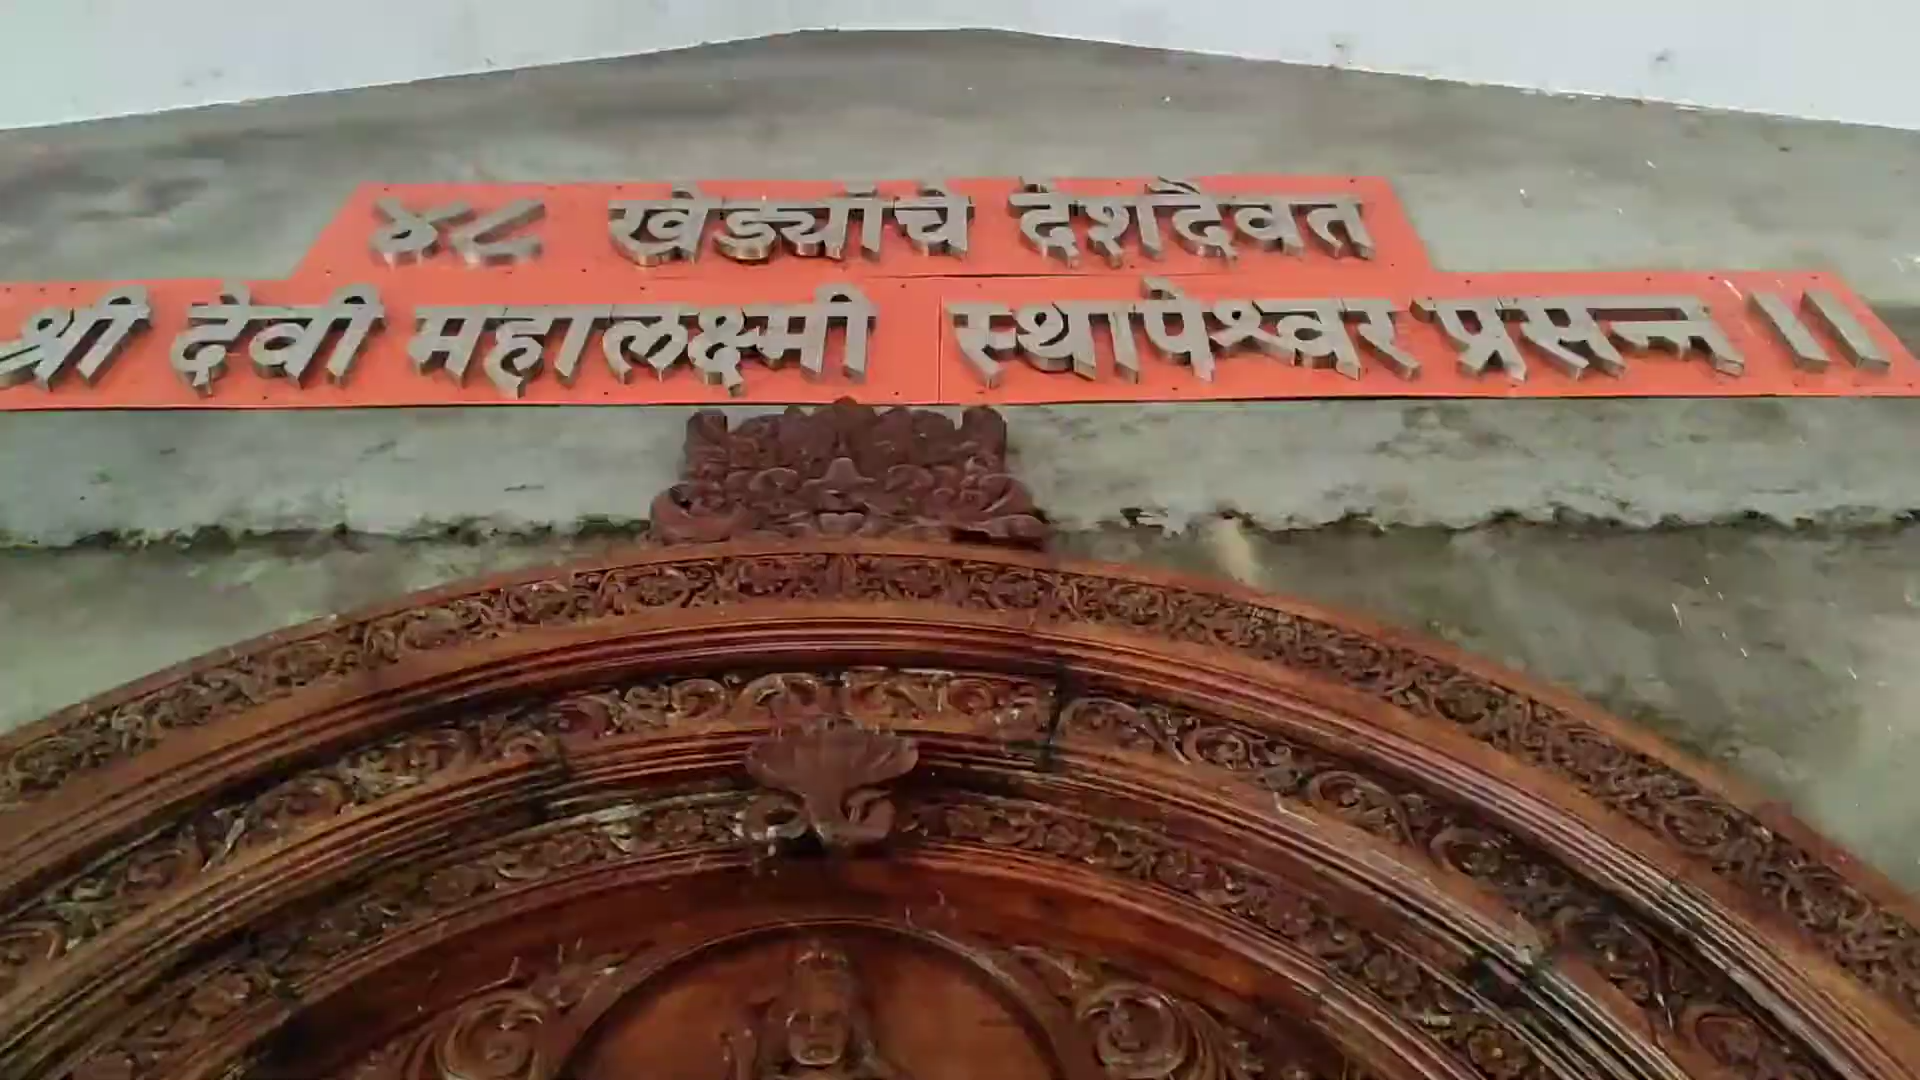 ४८ खेड्यांचे देशदैवत
श्री देवी महालक्ष्मी स्थापेश्वर प्रसन्न ||